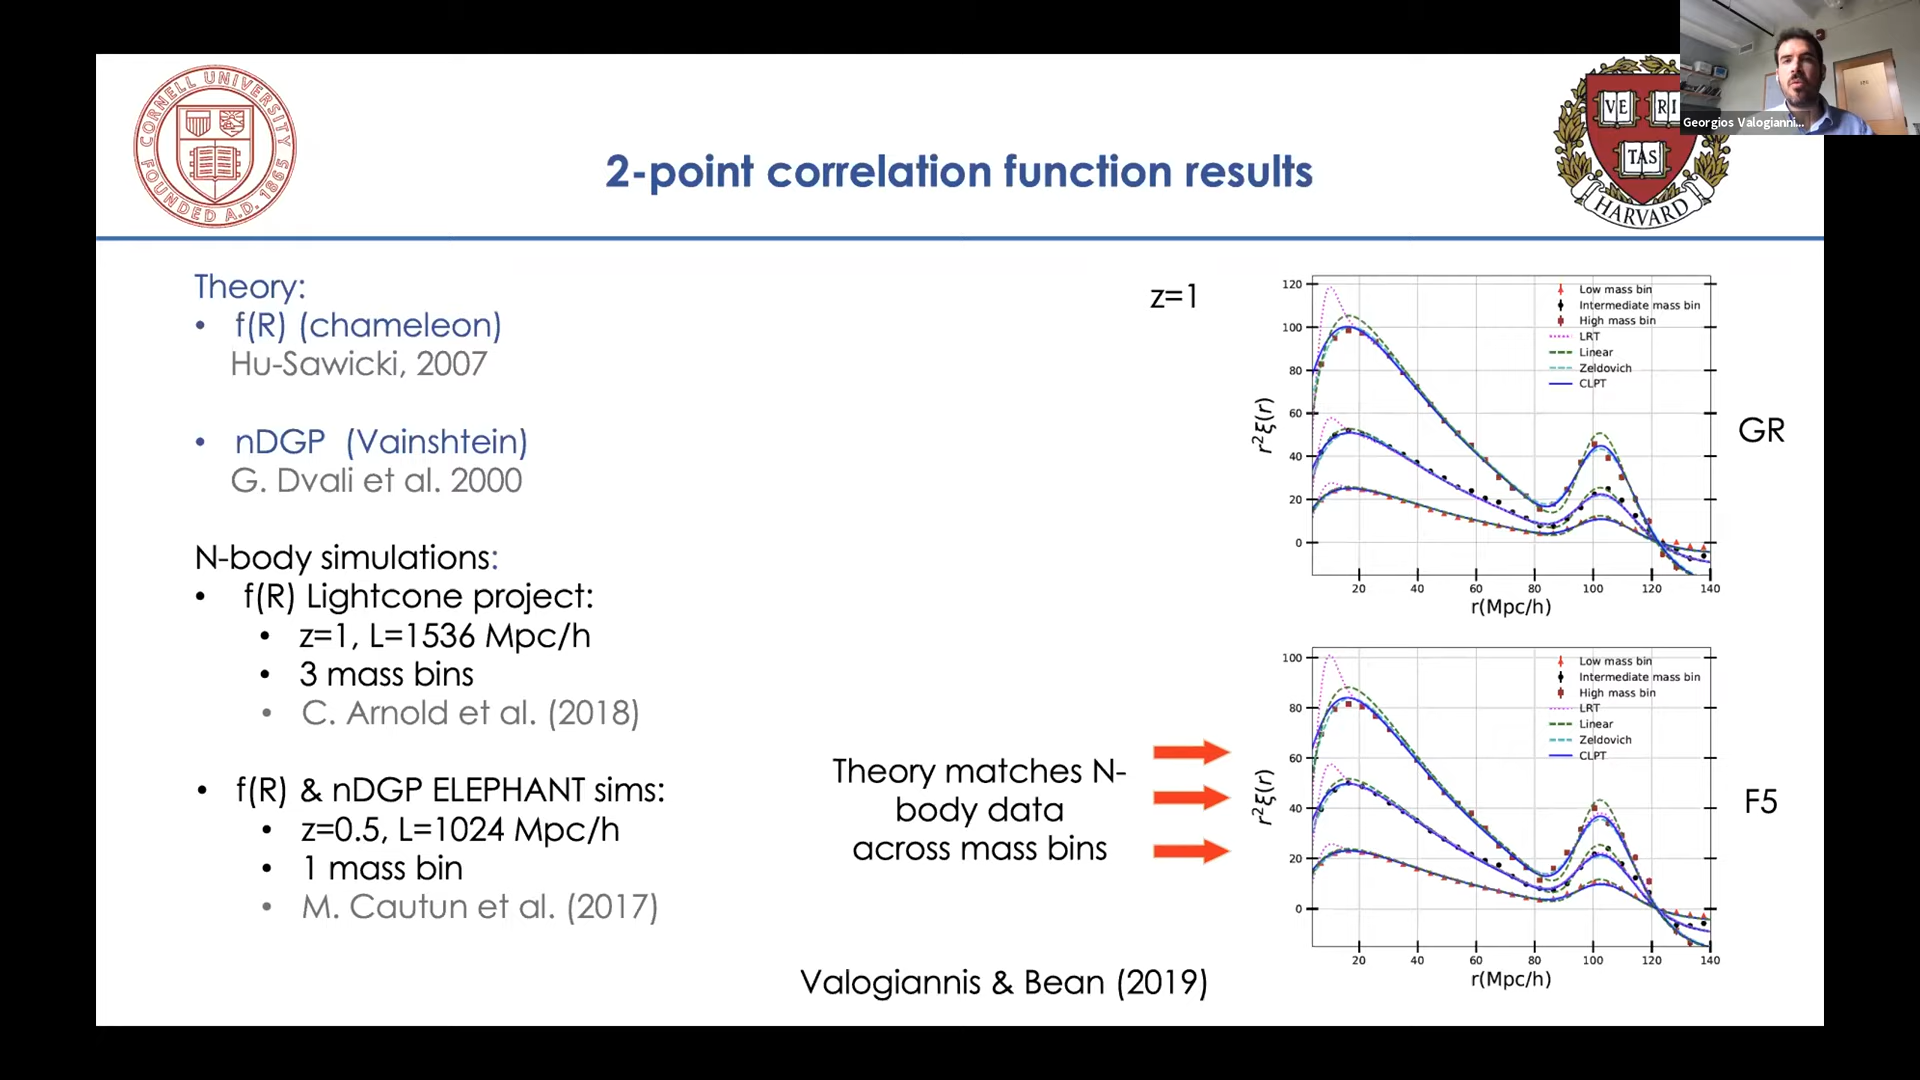 CORNELL UNIVERSITY
FOUNDED A.D. 1865
2-point correlation function results
VE RI
TAS
HARVARD
Georgios Valogianni...
Theory:
• f(R) (chameleon)
Hu-Sawicki, 2007
• nDGP (Vainshtein)
G. Dvali et al. 2000
N-body simulations:
• f(R) Lightcone project:
• z=1, L=1536 Mpc/h
• 3 mass bins
• C. Arnold et al. (2018)
• f(R) & nDGP ELEPHANT sims:
• z=0.5, L=1024 Mpc/h
• 1 mass bin
• M. Cautun et al. (2017)
Theory matches N-
body data
across mass bins
Valogiannis & Bean (2019)
z=1
120
100
80
60
40
20
0
r²ξ(r)
Low mass bin
Intermediate mass bin
High mass bin
LRT
Linear
Zeldovich
CLPT
20 40 60 80 100 120 140
r(Mpc/h)
GR
100
80
60
40
20
0
r²ξ(r)
Low mass bin
Intermediate mass bin
High mass bin
LRT
Linear
Zeldovich
CLPT
20 40 60 80 100 120 140
r(Mpc/h)
F5